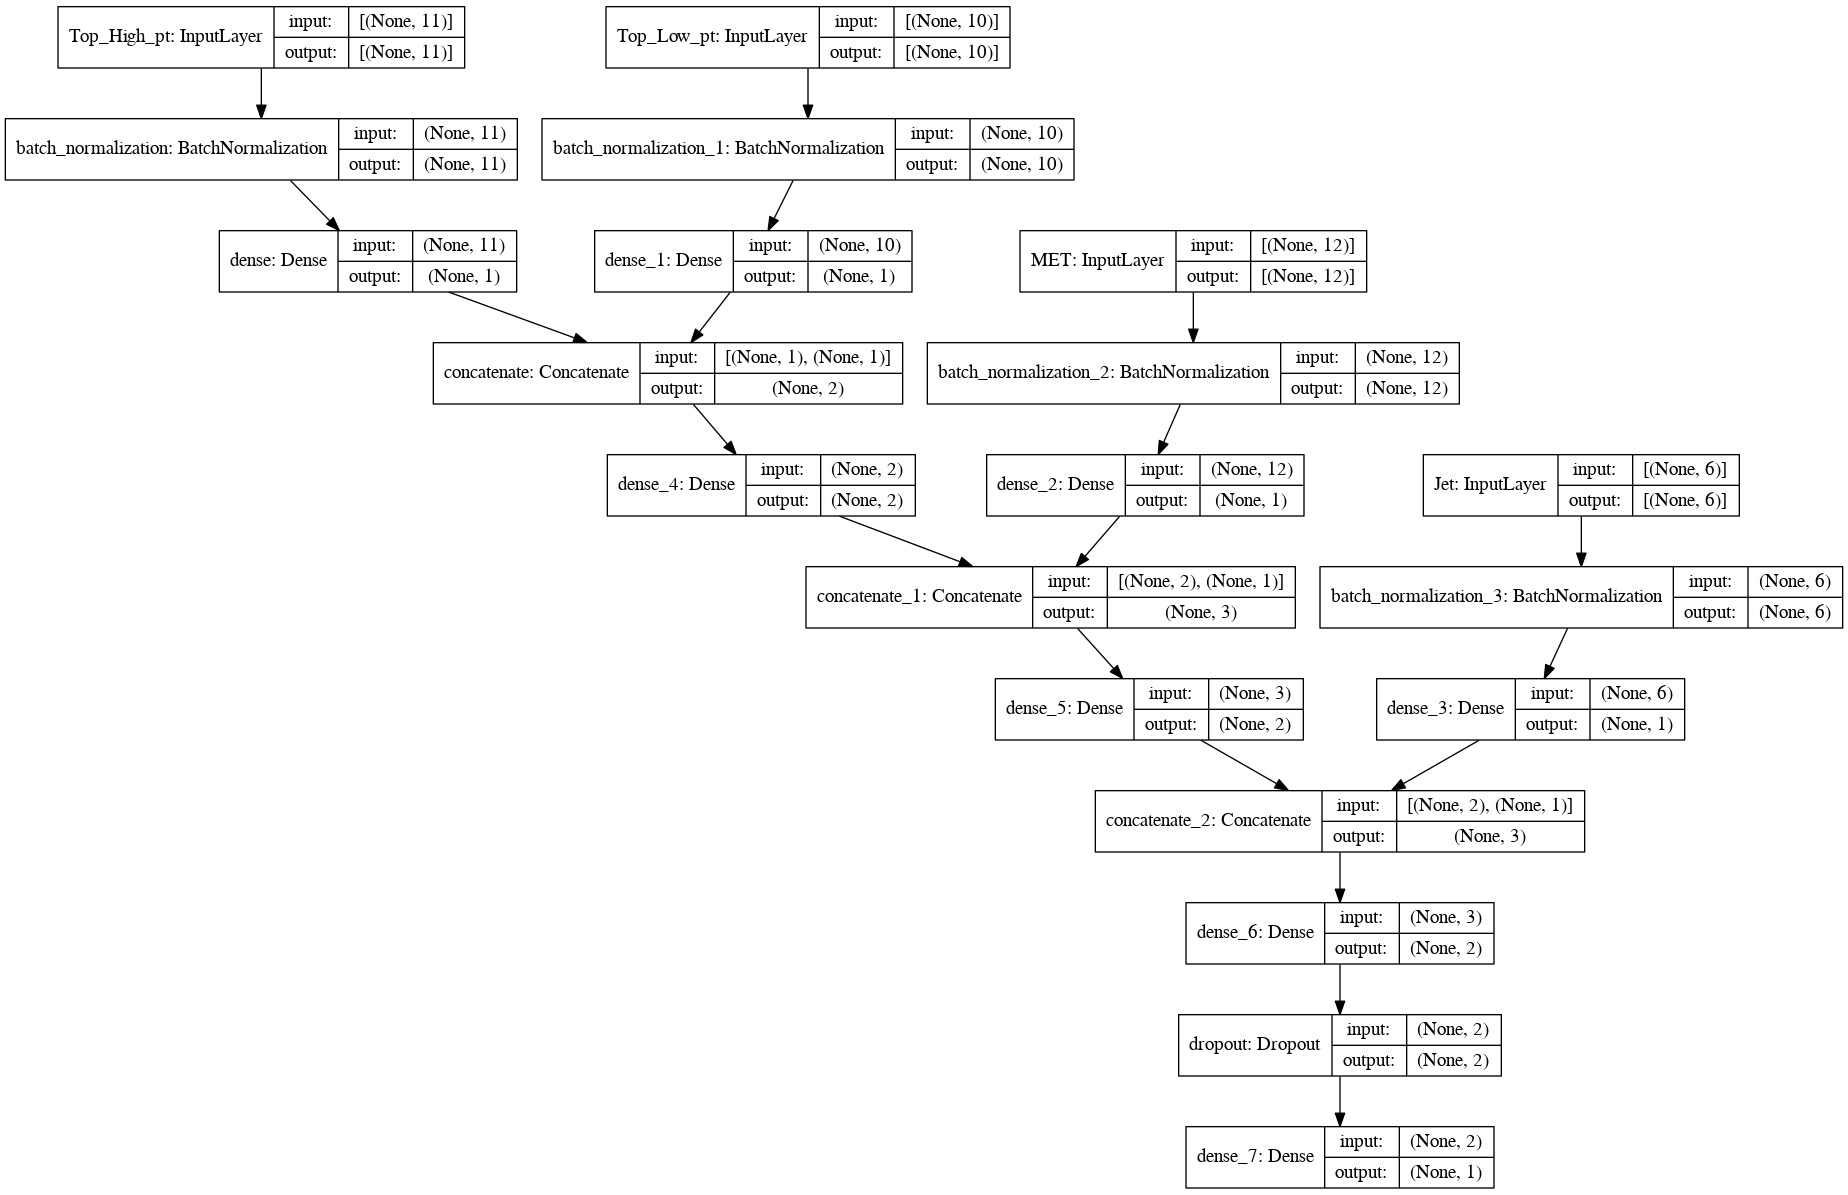 Top_High_pt: InputLayer
input: [(None, 11)]
output: [(None, 11)]
Top_Low_pt: InputLayer
input: [(None, 10)]
output: [(None, 10)]
batch_normalization: BatchNormalization
input: (None, 11)
output: (None, 11)
batch_normalization_1: BatchNormalization
input: (None, 10)
output: (None, 10)
dense: Dense
input: (None, 11)
output: (None, 1)
dense_1: Dense
input: (None, 10)
output: (None, 1)
MET: InputLayer
input: [(None, 12)]
output: [(None, 12)]
concatenate: Concatenate
input: [(None, 1), (None, 1)]
output: (None, 2)
batch_normalization_2: BatchNormalization
input: (None, 12)
output: (None, 12)
dense_4: Dense
input: (None, 2)
output: (None, 2)
dense_2: Dense
input: (None, 12)
output: (None, 1)
Jet: InputLayer
input: [(None, 6)]
output: [(None, 6)]
concatenate_1: Concatenate
input: [(None, 2), (None, 1)]
output: (None, 3)
batch_normalization_3: BatchNormalization
input: (None, 6)
output: (None, 6)
dense_5: Dense
input: (None, 3)
output: (None, 2)
dense_3: Dense
input: (None, 6)
output: (None, 1)
concatenate_2: Concatenate
input: [(None, 2), (None, 1)]
output: (None, 3)
dense_6: Dense
input: (None, 3)
output: (None, 2)
dropout: Dropout
input: (None, 2)
output: (None, 2)
dense_7: Dense
input: (None, 2)
output: (None, 1)